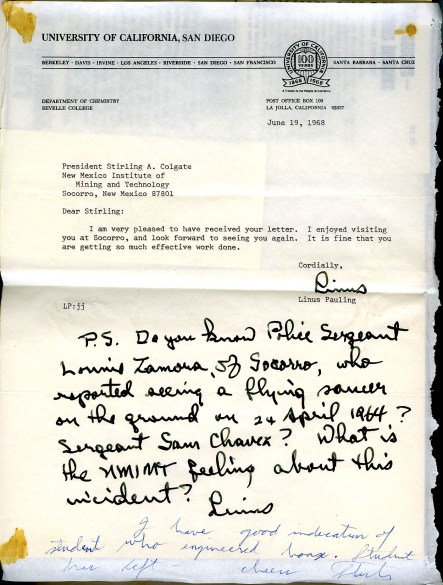 UNIVERSITY OF CALIFORNIA, SAN DIEGO
BERKELEY · DAVIS · IRVINE · LOS ANGELES · RIVERSIDE · SAN DIEGO · SAN FRANCISCO
UNIVERSITY OF CALIFORNIA
100
YEARS
1868 1968
SANTA BARBARA · SANTA CRUZ
DEPARTMENT OF CHEMISTRY
REVELLE COLLEGE
POST OFFICE BOX 109
LA JOLLA, CALIFORNIA 92037
June 19, 1968
President Stirling A. Colgate
New Mexico Institute of
Mining and Technology
Socorro, New Mexico 87801
Dear Stirling:
I am very pleased to have received your letter. I enjoyed visiting
you at Socorro, and look forward to seeing you again. It is fine that you
are getting so much effective work done.
Cordially,
Linus
Linus Pauling
LP:jj
P.S. Do you know Police Sergeant
Lonnie Zamora, of Socorro, who
reported seeing a flying saucer
on the ground on 24 April 1964?
Sergeant Sam Chavez? What is
the NMIMT feeling about this
incident? Linus
I have good indication of
student who engineered hoax. Student
has left